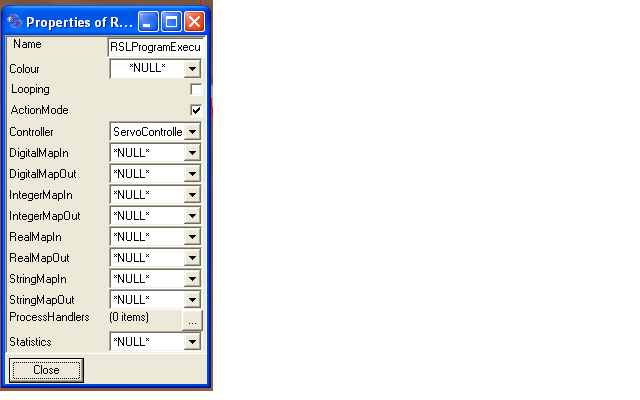 Properties of R...
Name RSLProgramExecu
Colour *NULL*
Looping
ActionMode
Controller ServoControlle
DigitalMapIn *NULL*
DigitalMapOut *NULL*
IntegerMapIn *NULL*
IntegerMapOut *NULL*
RealMapIn *NULL*
RealMapOut *NULL*
StringMapIn *NULL*
StringMapOut *NULL*
ProcessHandlers (0 items) ...
Statistics *NULL*
Close